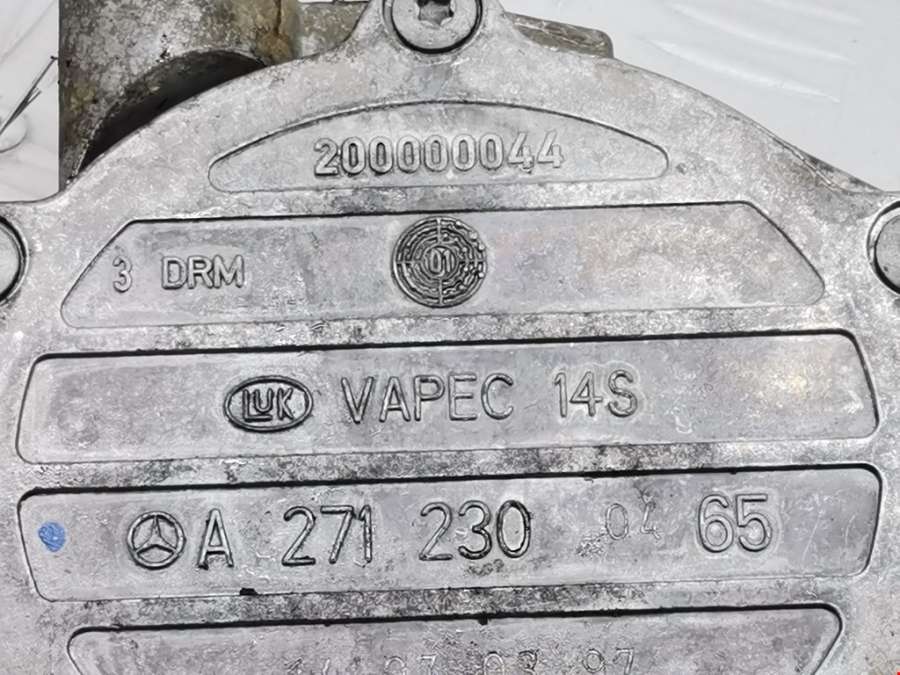 200000044
3 DRM 01
LUK VAPEC 14S
A 271 230 04 65